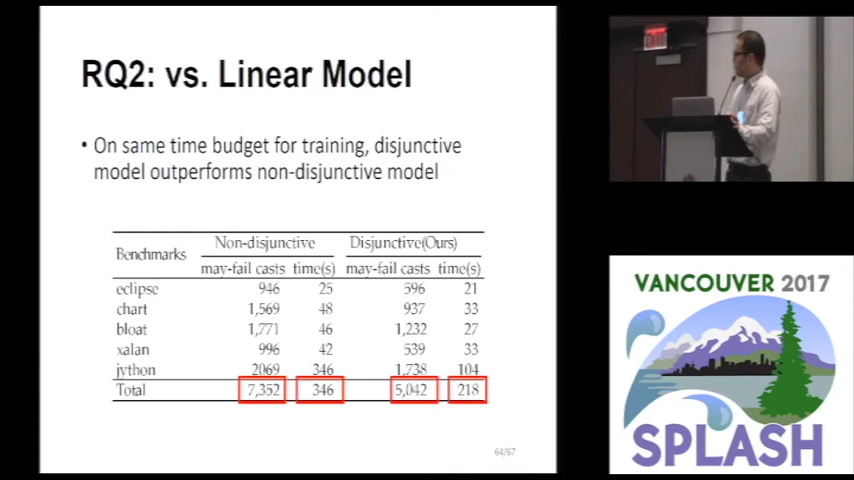 RQ2: vs. Linear Model
• On same time budget for training, disjunctive
model outperforms non-disjunctive model
Benchmarks Non-disjunctive Disjunctive(Ours)
may-fail casts time(s) may-fail casts time(s)
eclipse 946 25 596 21
chart 1,569 48 937 33
bloat 1,771 46 1,232 27
xalan 996 42 539 33
jython 2069 346 1,738 104
Total 7,352 346 5,042 218
64/67
VANCOUVER 2017
SPLASH